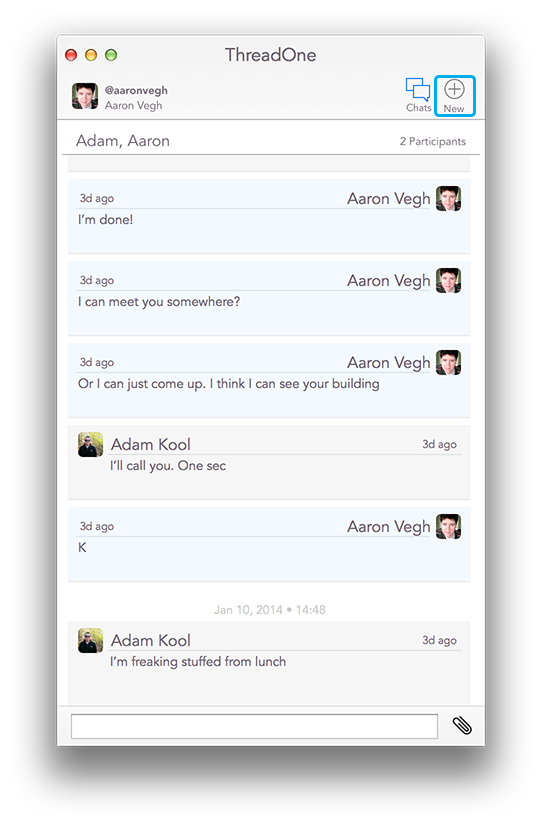 ThreadOne
@aaronvegh
Aaron Vegh
Chats
New
Adam, Aaron
2 Participants
3d ago
Aaron Vegh
I'm done!
3d ago
Aaron Vegh
I can meet you somewhere?
3d ago
Aaron Vegh
Or I can just come up. I think I can see your building
Adam Kool
3d ago
I'll call you. One sec
3d ago
Aaron Vegh
K
Jan 10, 2014 • 14:48
Adam Kool
3d ago
I'm freaking stuffed from lunch